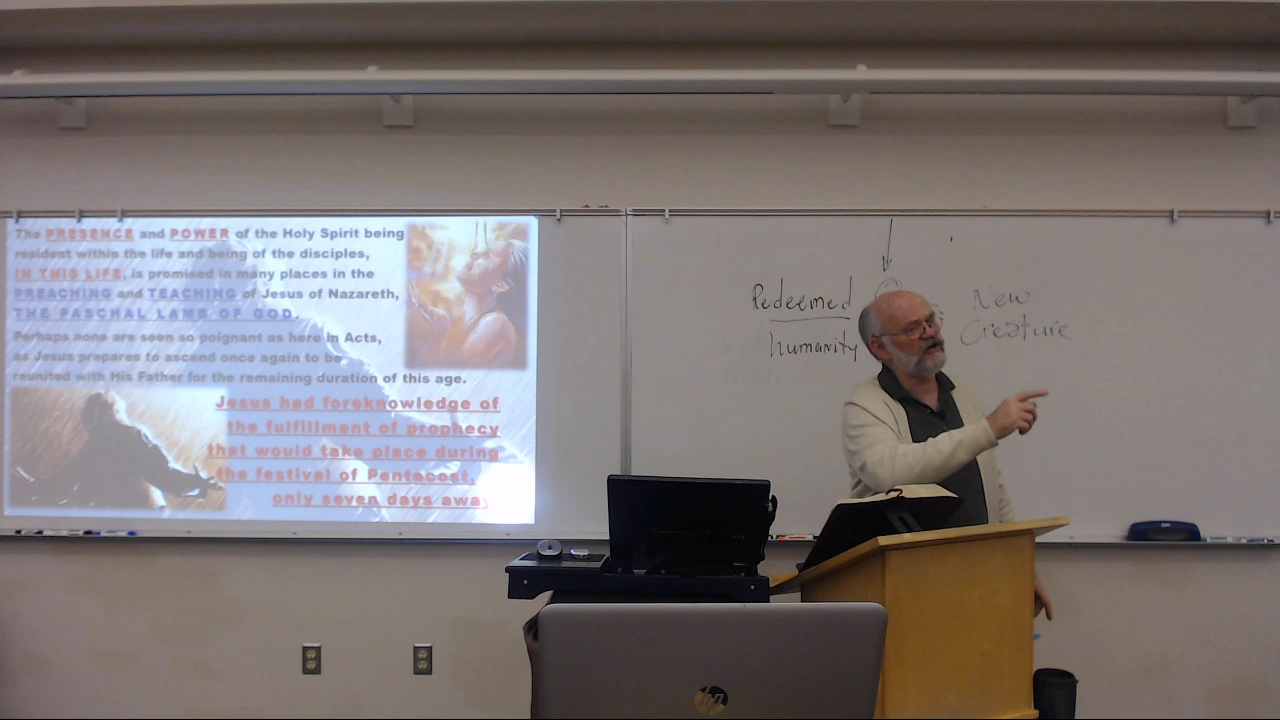 The PRESENCE and POWER of the Holy Spirit being
resident within the life and being of the disciples,
IN THIS LIFE, is promised in many places in the
PREACHING and TEACHING of Jesus of Nazareth,
THE PASCHAL LAMB OF GOD.
Perhaps none are seen so poignant as here in Acts,
as Jesus prepares to ascend once again to be
reunited with His Father for the remaining duration of this age.
Jesus had foreknowledge of
the fulfillment of prophecy
that would take place during
the festival of Pentecost,
only seven days away
Redeemed
humanity
New
Creature
hp